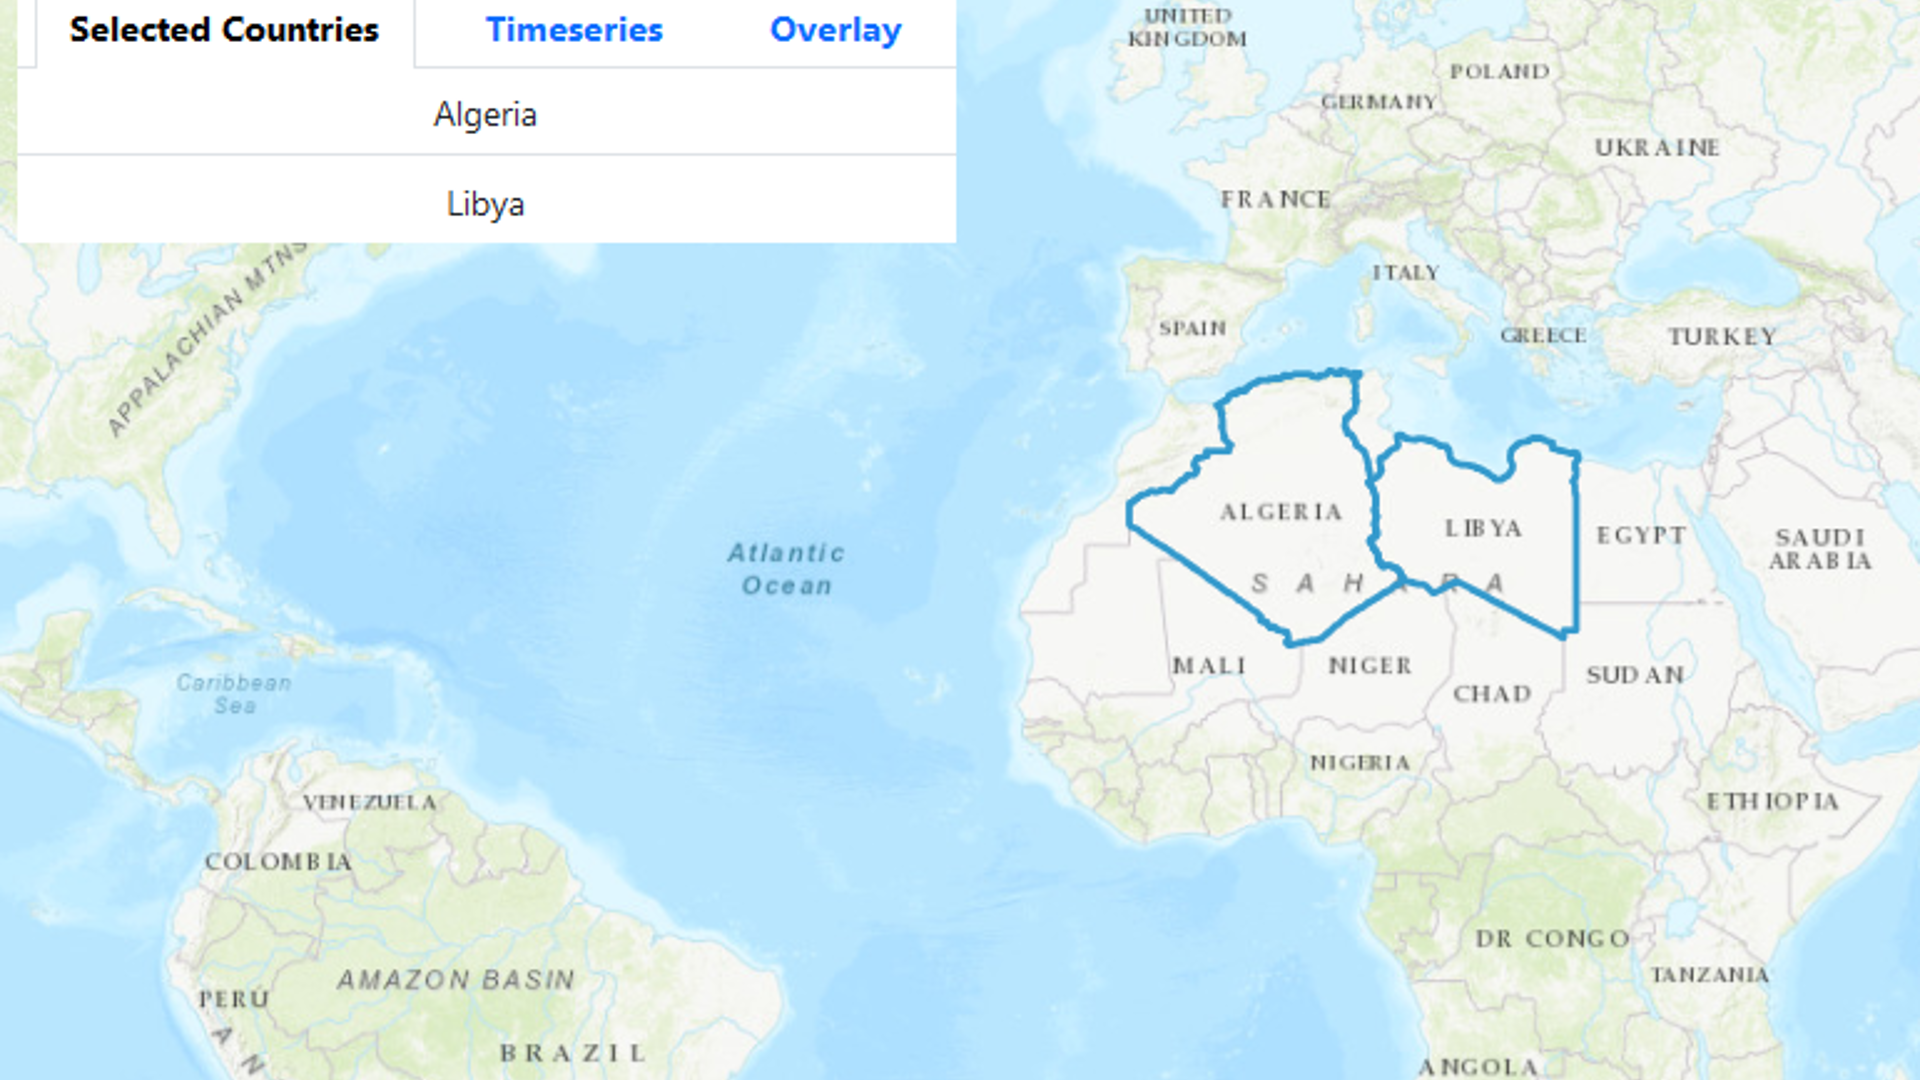 Selected Countries
Timeseries
Overlay
Algeria
Libya
UNITED
KINGDOM
POLAND
GERMANY
UKRAINE
FRANCE
ITALY
SPAIN
GREECE
TURKEY
APPALACHIAN MTNS
ALGERIA
LIBYA
EGYPT
SAUDI
ARABIA
Atlantic
Ocean
SAHARA
MALI
NIGER
CHAD
SUDAN
Caribbean
Sea
NIGERIA
ETHIOPIA
VENEZUELA
COLOMBIA
DR CONGO
TANZANIA
AMAZON BASIN
PERU
AN
BRAZIL
ANGOLA